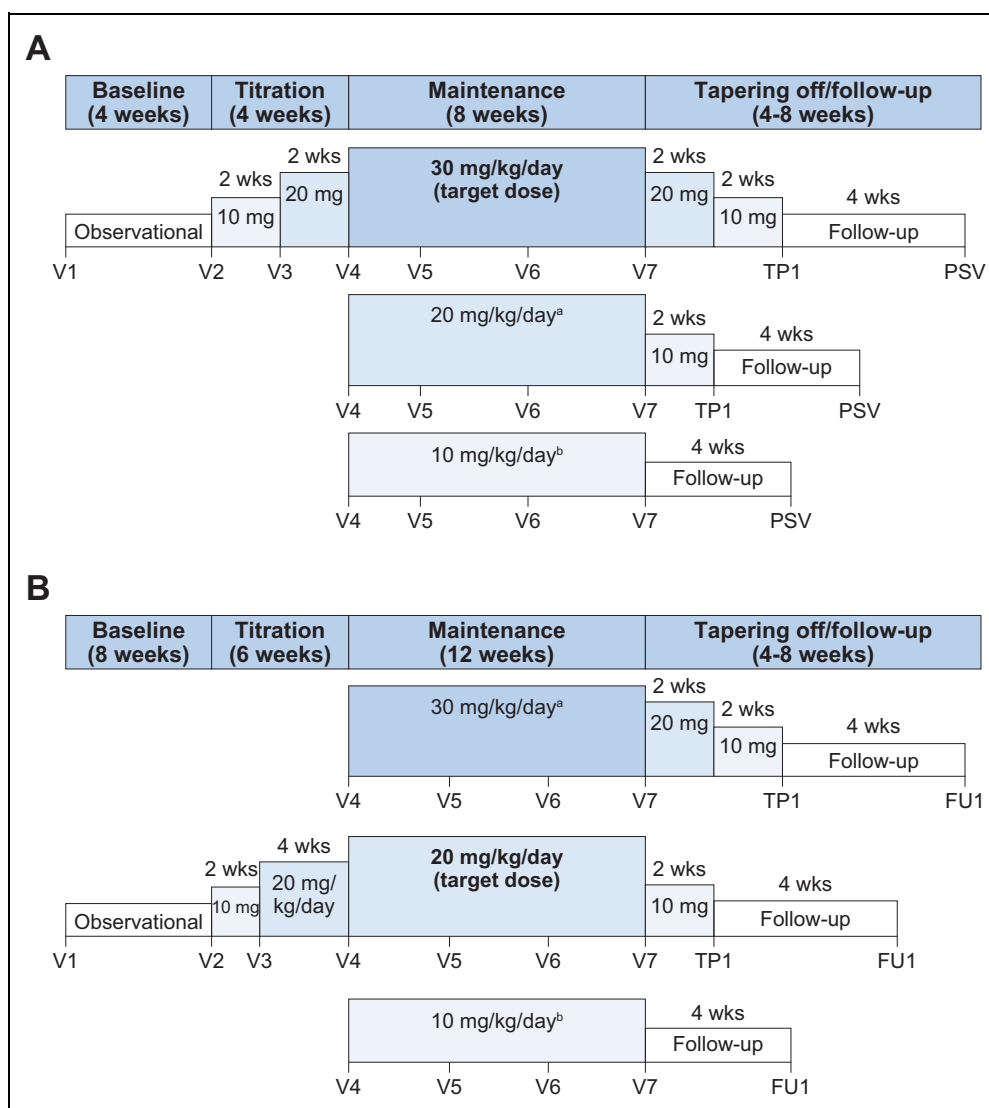 A
Baseline
(4 weeks)
Titration
(4 weeks)
Maintenance
(8 weeks)
Tapering off/follow-up
(4-8 weeks)
Observational
2 wks
10 mg
2 wks
20 mg
30 mg/kg/day
(target dose)
2 wks
20 mg
2 wks
10 mg
4 wks
Follow-up
V1 V2 V3 V4 V5 V6 V7 TP1 PSV
20 mg/kg/dayᵃ
2 wks
10 mg
4 wks
Follow-up
V4 V5 V6 V7 TP1 PSV
10 mg/kg/dayᵇ
4 wks
Follow-up
V4 V5 V6 V7 PSV
B
Baseline
(8 weeks)
Titration
(6 weeks)
Maintenance
(12 weeks)
Tapering off/follow-up
(4-8 weeks)
30 mg/kg/dayᵃ
2 wks
20 mg
2 wks
10 mg
4 wks
Follow-up
V4 V5 V6 V7 TP1 FU1
Observational
2 wks
10 mg
4 wks
20 mg/
kg/day
20 mg/kg/day
(target dose)
2 wks
10 mg
4 wks
Follow-up
V1 V2 V3 V4 V5 V6 V7 TP1 FU1
10 mg/kg/dayᵇ
4 wks
Follow-up
V4 V5 V6 V7 FU1